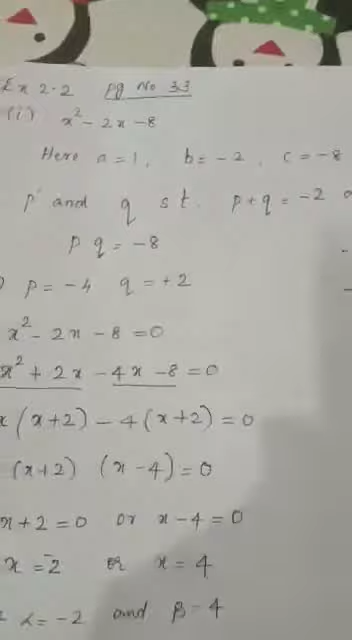 Ex 2.2 pg No 33
(i) x² - 2x - 8
Here a = 1, b = -2, c = -8
p and q s t. p + q = -2
p q = -8
p = -4 q = +2
x² - 2x - 8 = 0
x² + 2x - 4x - 8 = 0
x (x+2) - 4 (x+2) = 0
(x+2) (x-4) = 0
x + 2 = 0 or x - 4 = 0
x = -2 or x = 4
α = -2 and β = 4